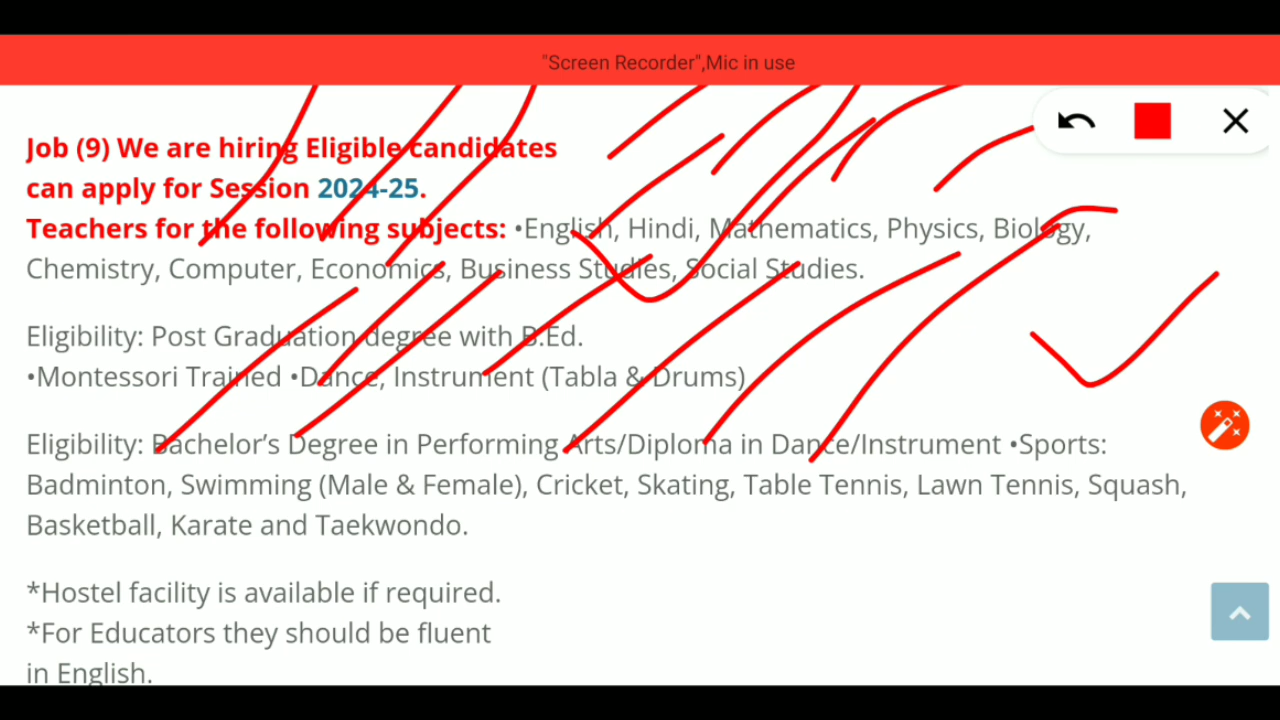 "Screen Recorder",Mic in use
Job (9) We are hiring Eligible candidates
can apply for Session 2024-25.
Teachers for the following subjects: •English, Hindi, Mathematics, Physics, Biology,
Chemistry, Computer, Economics, Business Studies, Social Studies.
Eligibility: Post Graduation degree with B.Ed.
•Montessori Trained •Dance, Instrument (Tabla & Drums)
Eligibility: Bachelor’s Degree in Performing Arts/Diploma in Dance/Instrument •Sports:
Badminton, Swimming (Male & Female), Cricket, Skating, Table Tennis, Lawn Tennis, Squash,
Basketball, Karate and Taekwondo.
*Hostel facility is available if required.
*For Educators they should be fluent
in English.